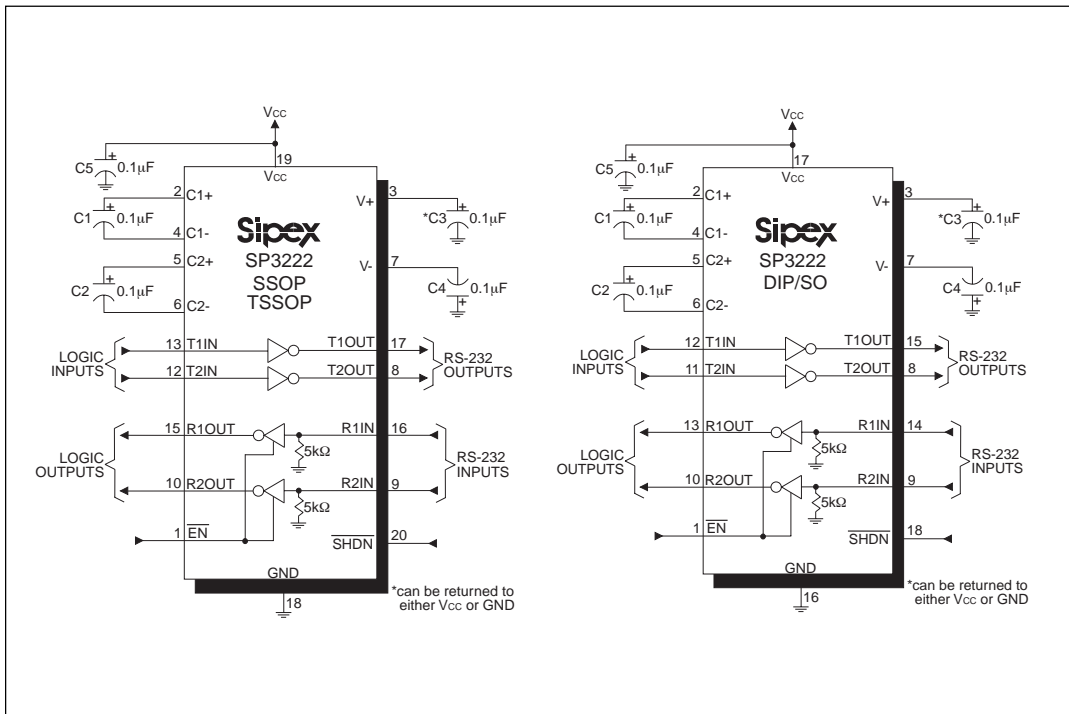 VCC
19
VCC
C5
+
0.1μF
2 C1+
C1
+
0.1μF
4 C1-
5 C2+
C2
+
0.1μF
6 C2-
Sipex
SP3222
SSOP
TSSOP
V+ 3
*C3
+
0.1μF
V- 7
C4
0.1μF
+
LOGIC
INPUTS
13 T1IN
T1OUT 17
12 T2IN
T2OUT 8
RS-232
OUTPUTS
LOGIC
OUTPUTS
15 R1OUT
R1IN 16
5kΩ
10 R2OUT
R2IN 9
5kΩ
RS-232
INPUTS
1 EN
SHDN 20
GND
18
*can be returned to
either VCC or GND
VCC
17
VCC
C5
+
0.1μF
2 C1+
C1
+
0.1μF
4 C1-
5 C2+
C2
+
0.1μF
6 C2-
Sipex
SP3222
DIP/SO
V+ 3
*C3
+
0.1μF
V- 7
C4
0.1μF
+
LOGIC
INPUTS
12 T1IN
T1OUT 15
11 T2IN
T2OUT 8
RS-232
OUTPUTS
LOGIC
OUTPUTS
13 R1OUT
R1IN 14
5kΩ
10 R2OUT
R2IN 9
5kΩ
RS-232
INPUTS
1 EN
SHDN 18
GND
16
*can be returned to
either VCC or GND